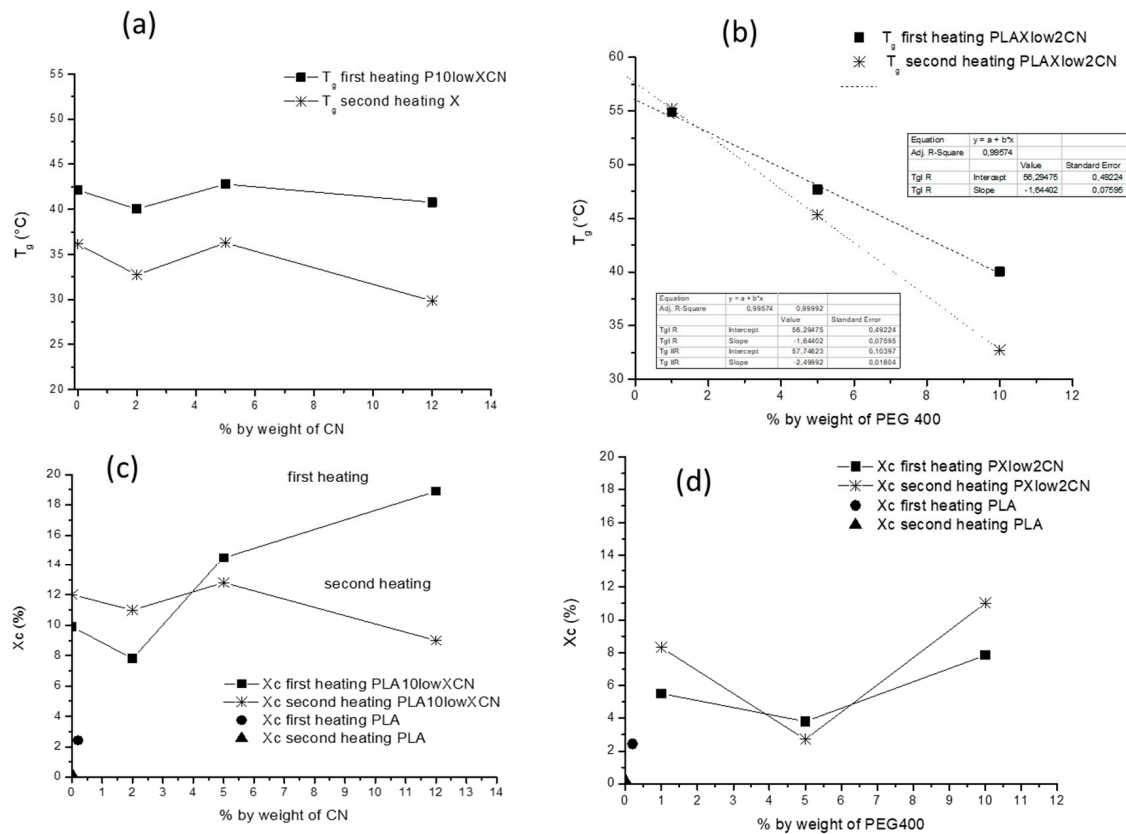 (a)
T_g first heating P10lowXCN
T_g second heating X
T_g (°C)
70
65
60
55
50
45
40
35
30
25
20
0 2 4 6 8 10 12 14
% by weight of CN
(b)
T_g first heating PLAXlow2CN
T_g second heating PLAXlow2CN
T_g (°C)
60
55
50
45
40
35
30
Equation y = a + b*x
Adj. R-Square 0,99574
Value Standard Error
TgI R Intercept 56,29475 0,49224
TgI R Slope -1,64402 0,07595
Equation y = a + b*x
Adj. R-Square 0,99574 0,99992
Value Standard Error
TgI R Intercept 56,29475 0,49224
TgI R Slope -1,64402 0,07595
Tg IIR Intercept 57,74623 0,10397
Tg IIR Slope -2,49992 0,01604
0 2 4 6 8 10 12
% by weight of PEG 400
(c)
first heating
second heating
Xc (%)
20
18
16
14
12
10
8
6
4
2
0
Xc first heating PLA10lowXCN
Xc second heating PLA10lowXCN
Xc first heating PLA
Xc second heating PLA
0 1 2 3 4 5 6 7 8 9 10 11 12 13 14
% by weight of CN
(d)
Xc first heating PXlow2CN
Xc second heating PXlow2CN
Xc first heating PLA
Xc second heating PLA
Xc (%)
20
18
16
14
12
10
8
6
4
2
0
0 1 2 3 4 5 6 7 8 9 10 11 12
% by weight of PEG400